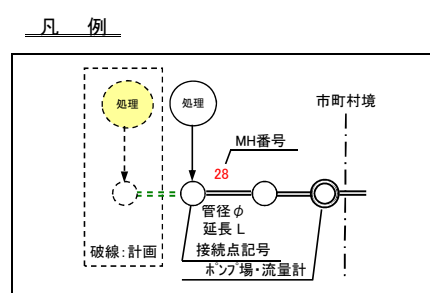 凡　例
処理
処理
市町村境
MH番号
28
管径φ
延長 L
接続点記号
破線:計画
ﾎﾟﾝﾌﾟ場・流量計